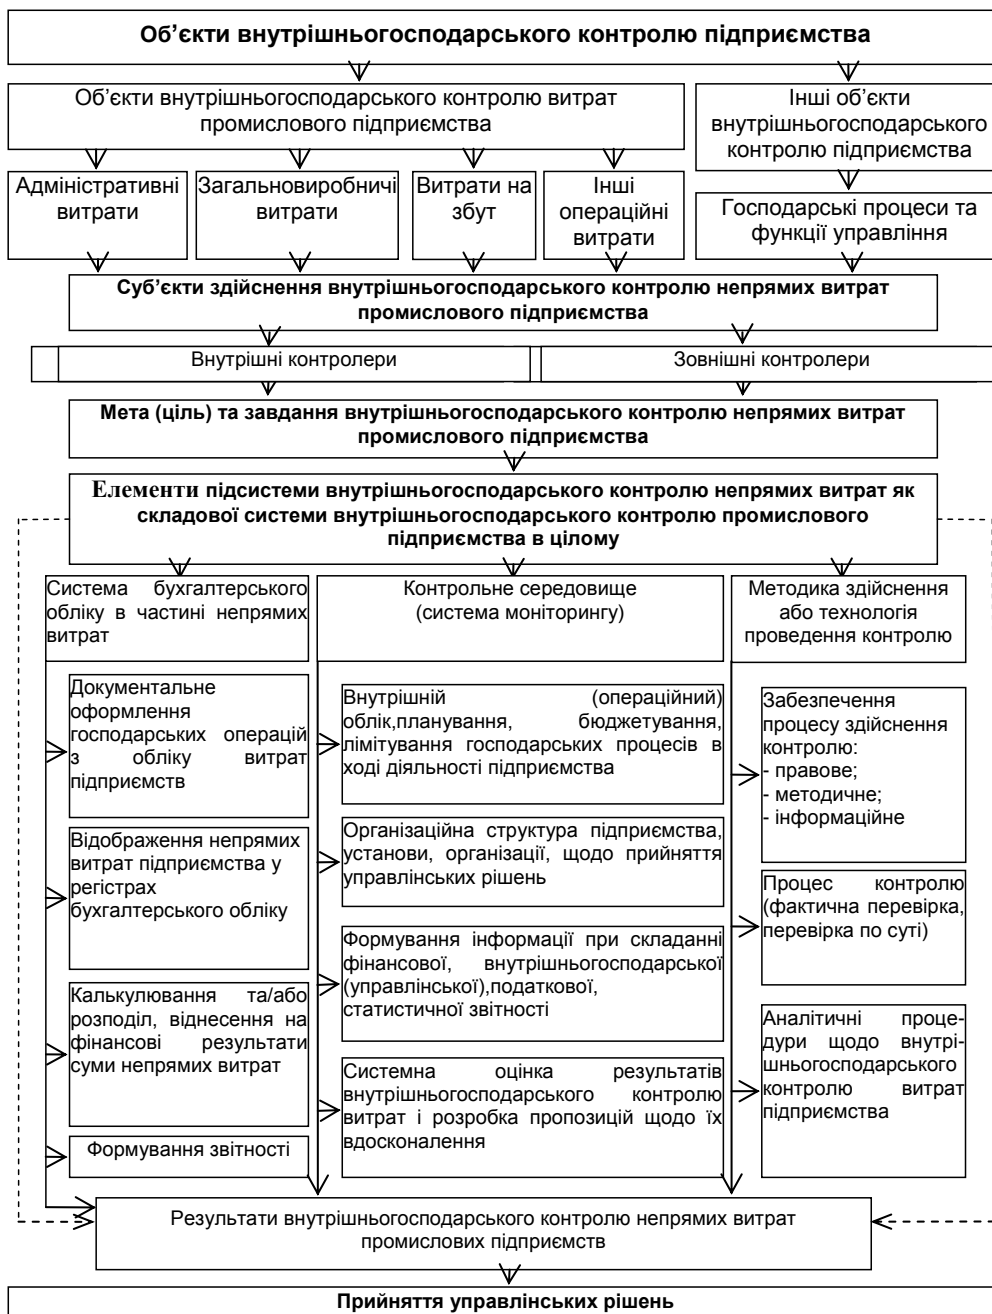 Об’єкти внутрішньогосподарського контролю підприємства
Об’єкти внутрішньогосподарського контролю витрат
промислового підприємства
Інші об’єкти
внутрішньогосподарського
контролю підприємства
Адміністративні
витрати
Загальновиробничі
витрати
Витрати на
збут
Інші
операційні
витрати
Господарські процеси та
функції управління
Суб’єкти здійснення внутрішньогосподарського контролю непрямих витрат
промислового підприємства
Внутрішні контролери
Зовнішні контролери
Мета (ціль) та завдання внутрішньогосподарського контролю непрямих витрат
промислового підприємства
Елементи підсистеми внутрішньогосподарського контролю непрямих витрат як
складової системи внутрішньогосподарського контролю промислового
підприємства в цілому
Система бухгалтерського
обліку в частині непрямих
витрат
Контрольне середовище
(система моніторингу)
Методика здійснення
або технологія
проведення контролю
Документальне
оформлення
господарських операцій
з обліку витрат
підприємств
Відображення непрямих
витрат підприємства у
регістрах
бухгалтерського обліку
Калькулювання та/або
розподіл, віднесення на
фінансові результати
суми непрямих витрат
Формування звітності
Внутрішній (операційний)
облік,планування, бюджетування,
лімітування господарських процесів в
ході діяльності підприємства
Організаційна структура підприємства,
установи, організації, щодо прийняття
управлінських рішень
Формування інформації при складанні
фінансової, внутрішньогосподарської
(управлінської),податкової,
статистичної звітності
Системна оцінка результатів
внутрішньогосподарського контролю
витрат і розробка пропозицій щодо їх
вдосконалення
Забезпечення
процесу здійснення
контролю:
- правове;
- методичне;
- інформаційне
Процес контролю
(фактична перевірка,
перевірка по суті)
Аналітичні проце-
дури щодо внутрі-
шньогосподарського
контролю витрат
підприємства
Результати внутрішньогосподарського контролю непрямих витрат
промислових підприємств
Прийняття управлінських рішень